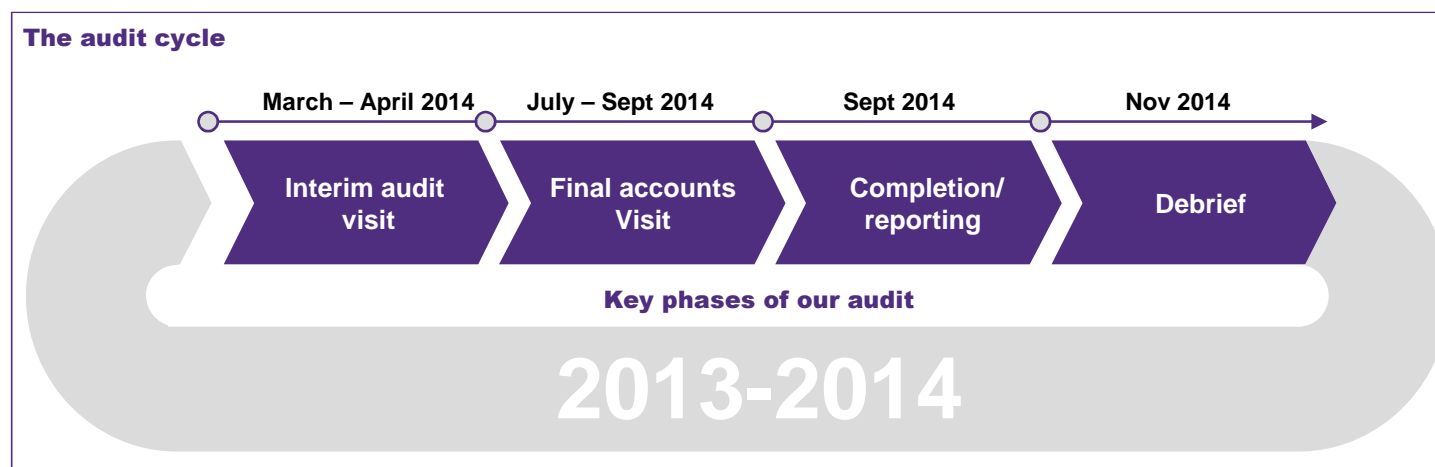 The audit cycle
March – April 2014
July – Sept 2014
Sept 2014
Nov 2014
Interim audit
visit
Final accounts
Visit
Completion/
reporting
Debrief
Key phases of our audit
2013-2014